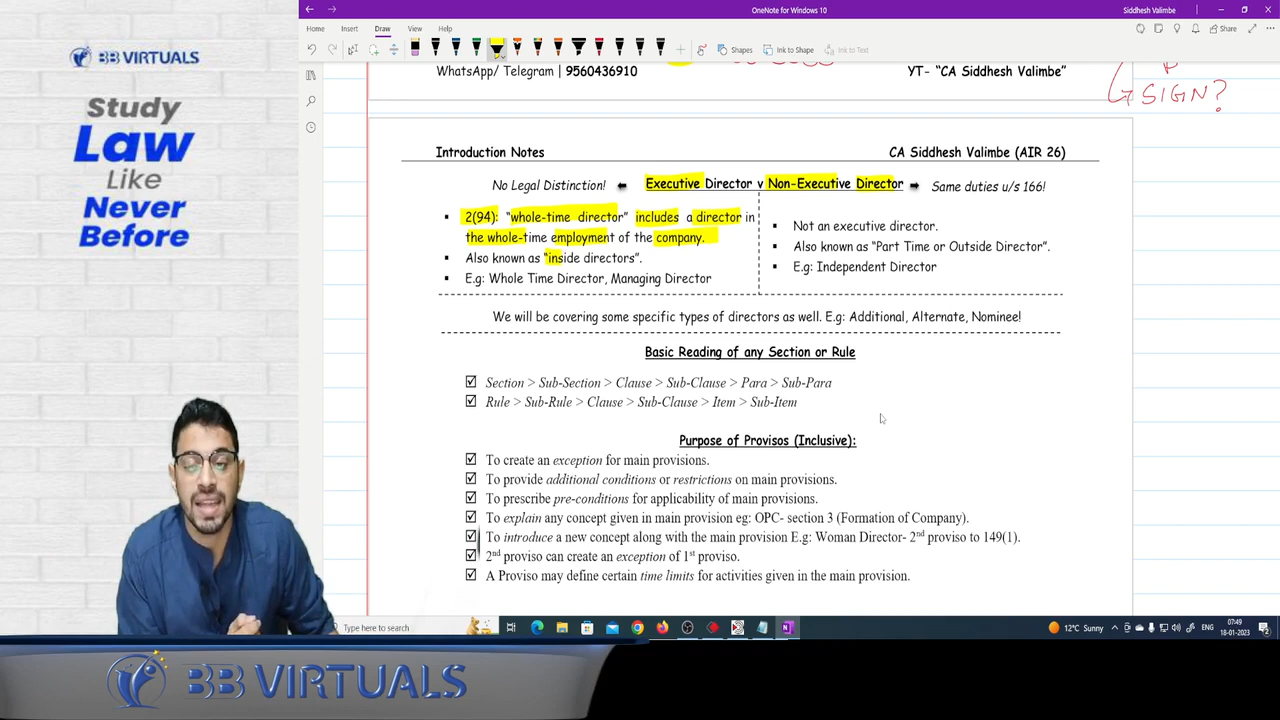 BB VIRTUALS
Study
Law
Like
Never
Before
OneNote for Windows 10
Siddhesh Valimbe
Home Insert Draw View Help
Share
Shapes Ink to Shape Ink to Text
WhatsApp/ Telegram | 9560436910
YT- “CA Siddhesh Valimbe”
SIGN?
Introduction Notes
CA Siddhesh Valimbe (AIR 26)
No Legal Distinction! Executive Director v Non-Executive Director Same duties u/s 166!
2(94): “whole-time director” includes a director in
the whole-time employment of the company.
Also known as “inside directors”.
E.g: Whole Time Director, Managing Director
Not an executive director.
Also known as “Part Time or Outside Director”.
E.g: Independent Director
We will be covering some specific types of directors as well. E.g: Additional, Alternate, Nominee!
Basic Reading of any Section or Rule
Section > Sub-Section > Clause > Sub-Clause > Para > Sub-Para
Rule > Sub-Rule > Clause > Sub-Clause > Item > Sub-Item
Purpose of Provisos (Inclusive):
To create an exception for main provisions.
To provide additional conditions or restrictions on main provisions.
To prescribe pre-conditions for applicability of main provisions.
To explain any concept given in main provision eg: OPC- section 3 (Formation of Company).
To introduce a new concept along with the main provision E.g: Woman Director- 2nd proviso to 149(1).
2nd proviso can create an exception of 1st proviso.
A Proviso may define certain time limits for activities given in the main provision.
Type here to search
12°C Sunny
ENG
07:49
18-01-2023
BB VIRTUALS